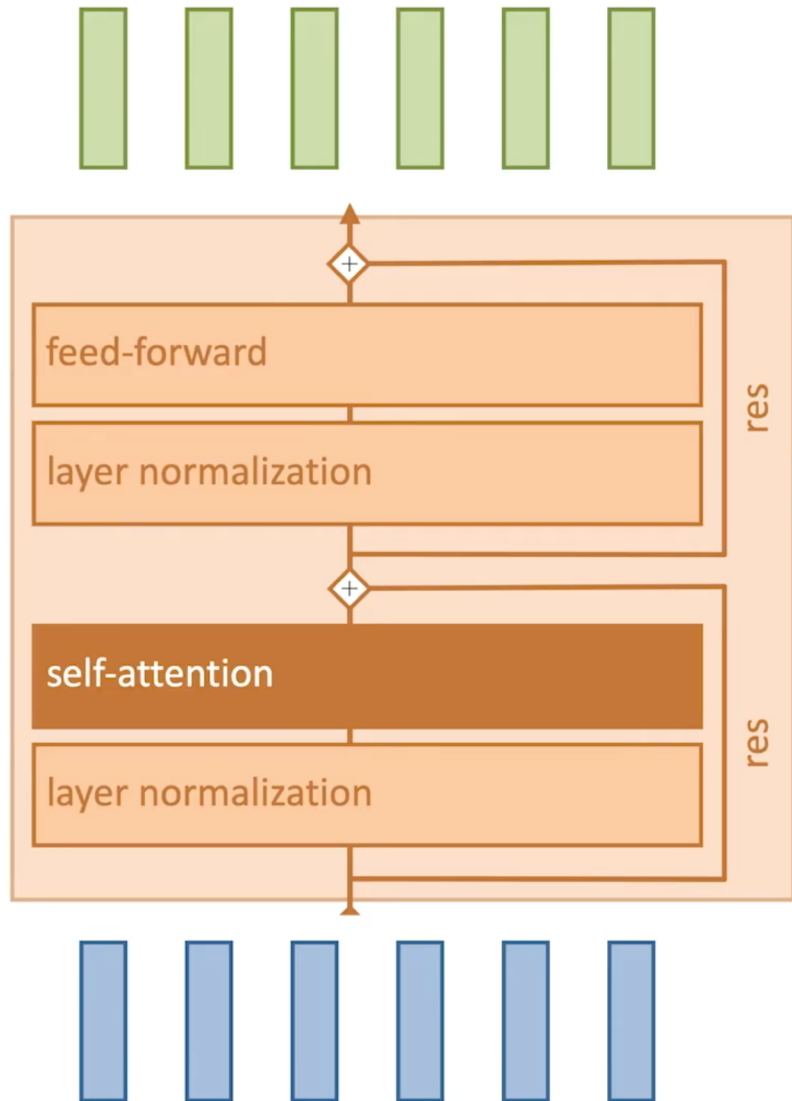 feed-forward
res
layer normalization
self-attention
res
layer normalization